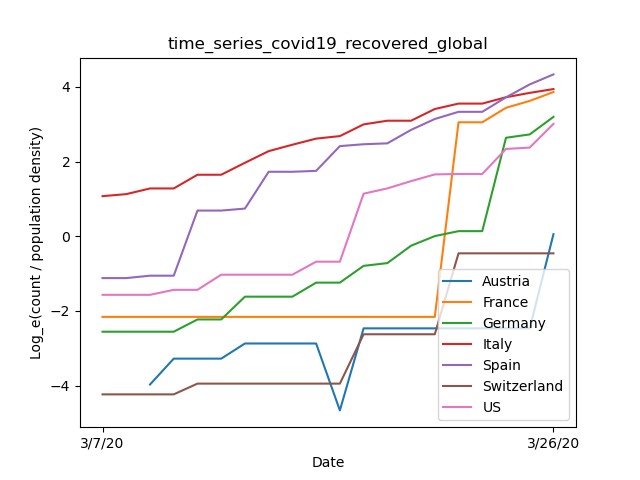 time_series_covid19_recovered_global
Log_e(count / population density)
4
2
0
−2
−4
Austria
France
Germany
Italy
Spain
Switzerland
US
3/7/20
3/26/20
Date